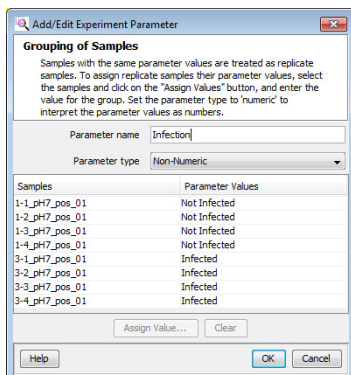 Add/Edit Experiment Parameter
Grouping of Samples
Samples with the same parameter values are treated as replicate
samples. To assign replicate samples their parameter values, select
the samples and click on the "Assign Values" button, and enter the
value for the group. Set the parameter type to 'numeric' to
interpret the parameter values as numbers.
Parameter name Infection
Parameter type Non-Numeric
Samples Parameter Values
1-1_pH7_pos_01 Not Infected
1-2_pH7_pos_01 Not Infected
1-3_pH7_pos_01 Not Infected
1-4_pH7_pos_01 Not Infected
3-1_pH7_pos_01 Infected
3-2_pH7_pos_01 Infected
3-3_pH7_pos_01 Infected
3-4_pH7_pos_01 Infected
Assign Value... Clear
Help OK Cancel